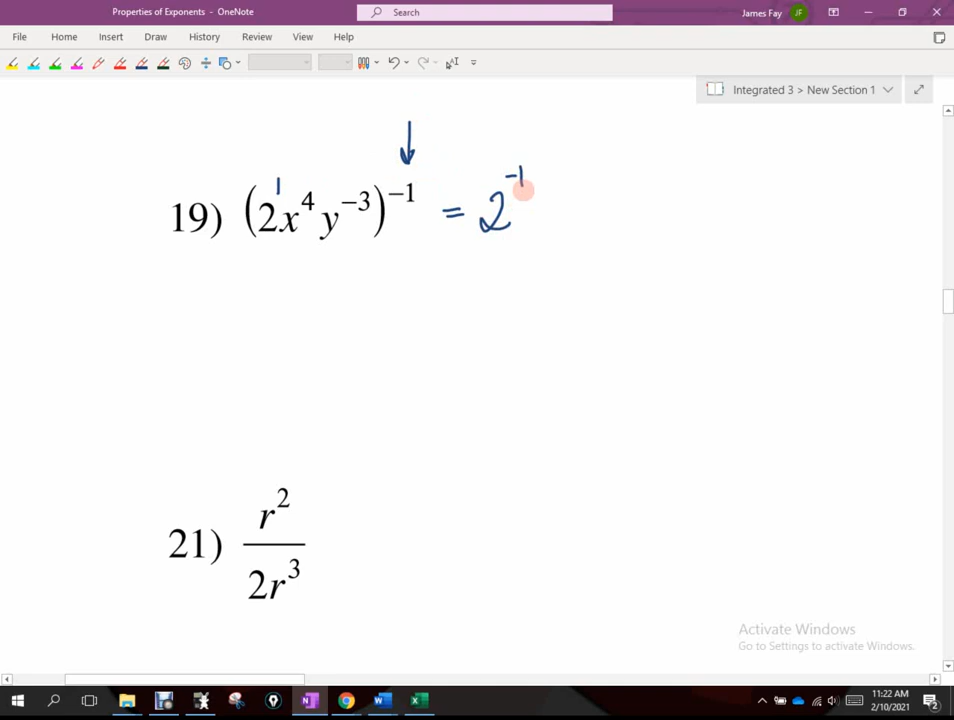 Properties of Exponents - OneNote
Search
James Fay
JF
File Home Insert Draw History Review View Help
Integrated 3 > New Section 1
19) (2¹x⁴y⁻³)⁻¹ = 2⁻¹
21) r²/2r³
Activate Windows
Go to Settings to activate Windows.
11:22 AM
2/10/2021
2